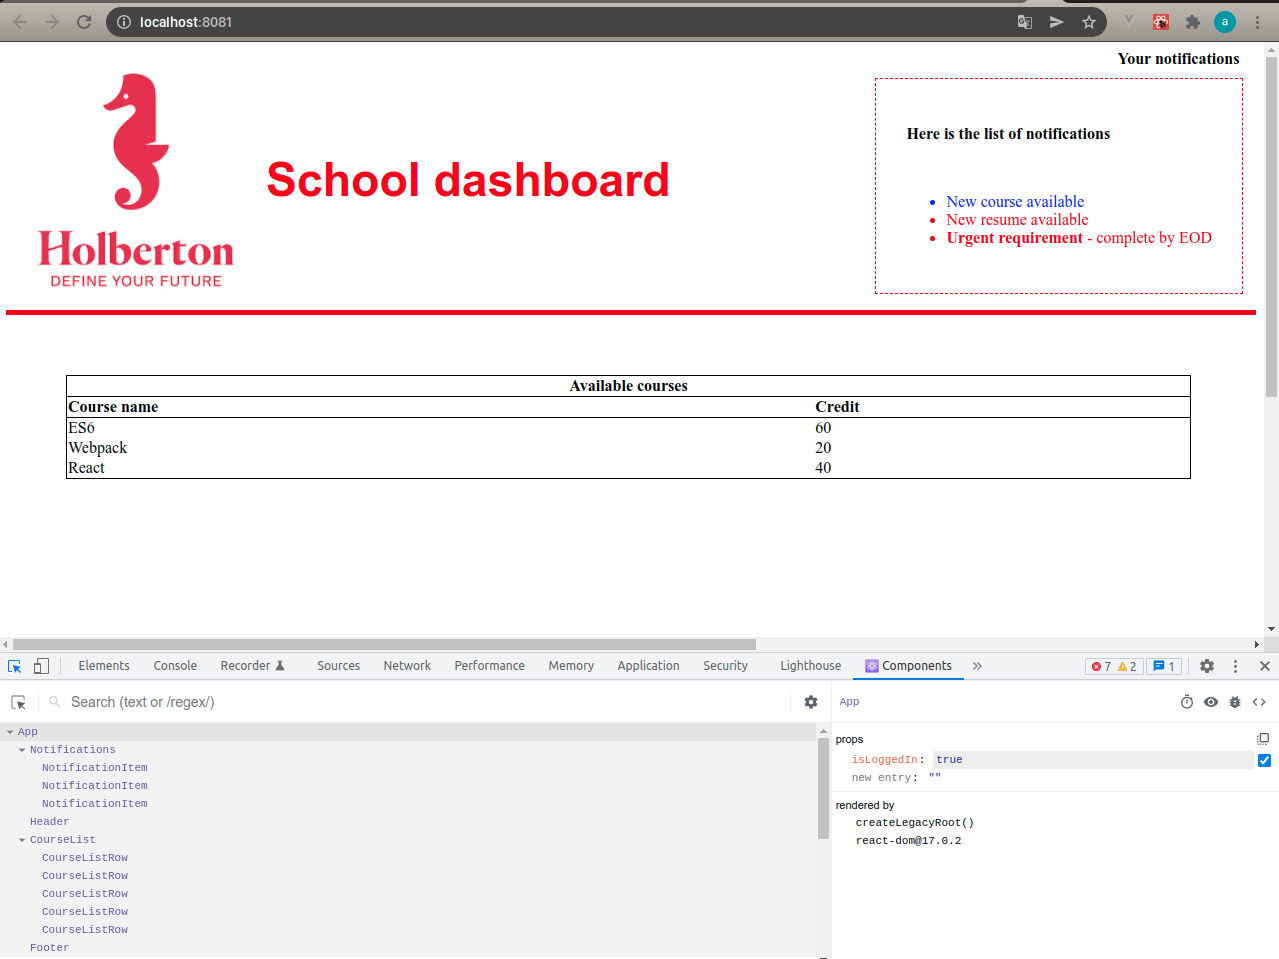 localhost:8081
a
Your notifications
Here is the list of notifications
New course available
New resume available
Urgent requirement - complete by EOD
School dashboard
Holberton
DEFINE YOUR FUTURE
Available courses
Course name Credit
ES6 60
Webpack 20
React 40
Elements Console Recorder Sources Network Performance Memory Application Security Lighthouse Components » 7 2 1
Search (text or /regex/)
App
App
Notifications
NotificationItem
NotificationItem
NotificationItem
Header
CourseList
CourseListRow
CourseListRow
CourseListRow
CourseListRow
CourseListRow
Footer
props
isLoggedIn: true
new entry: ""
rendered by
createLegacyRoot()
react-dom@17.0.2